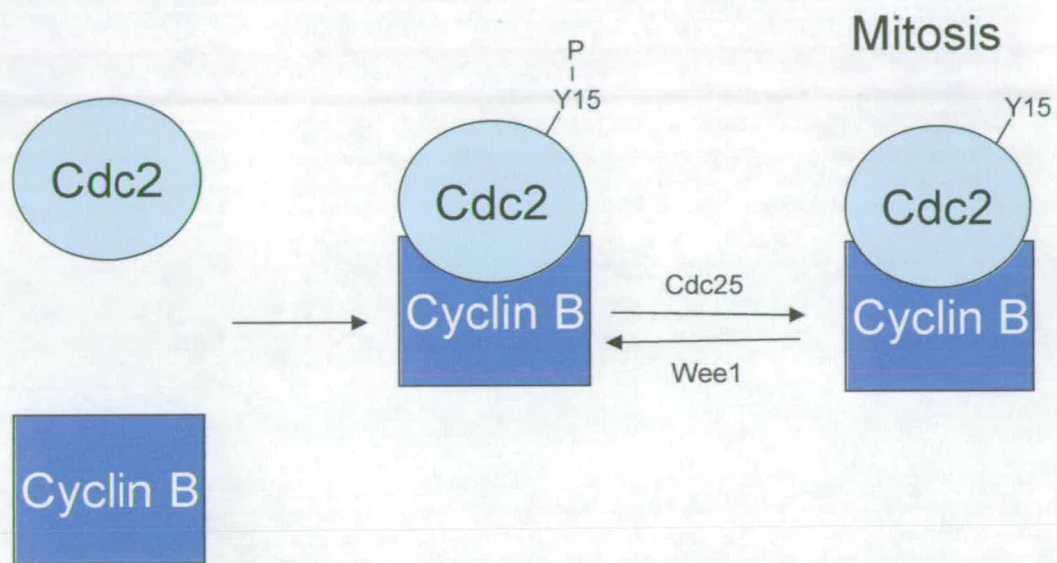 Mitosis
P
Y15
Y15
Cdc2
Cdc2
Cdc2
Cdc25
Cyclin B
Cyclin B
Wee1
Cyclin B